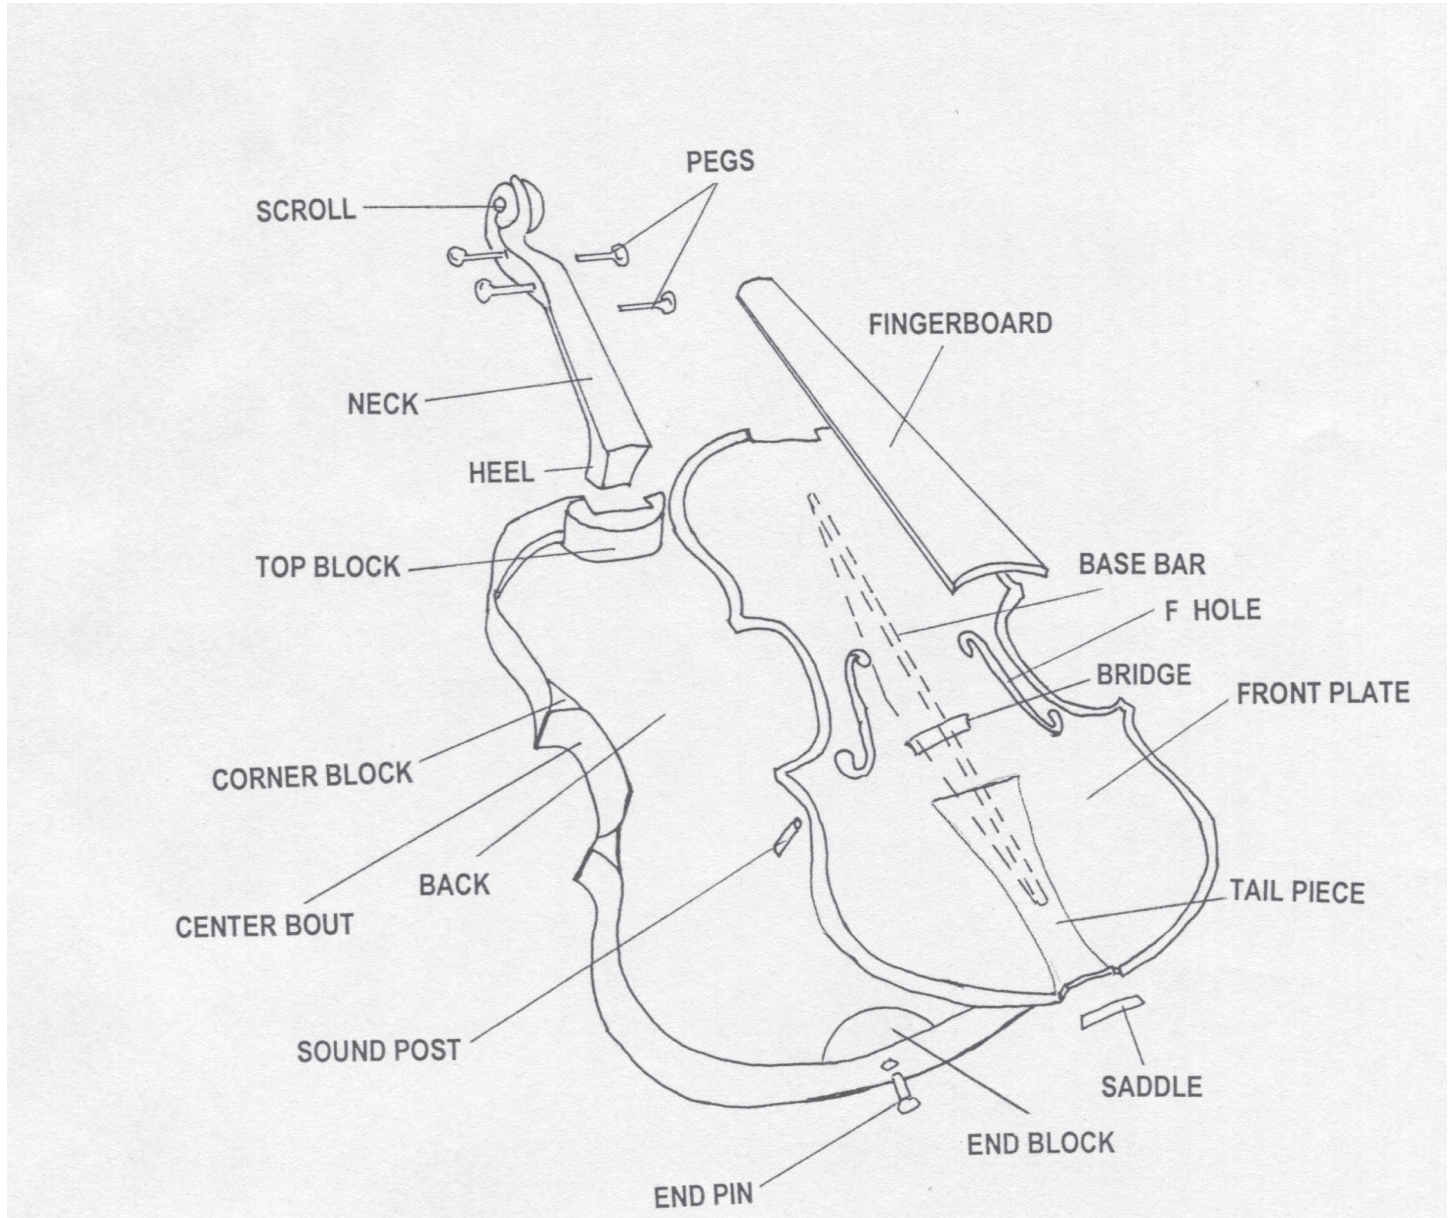 PEGS
SCROLL
FINGERBOARD
NECK
HEEL
TOP BLOCK
BASE BAR
F HOLE
BRIDGE
FRONT PLATE
CORNER BLOCK
BACK
TAIL PIECE
CENTER BOUT
SOUND POST
SADDLE
END BLOCK
END PIN